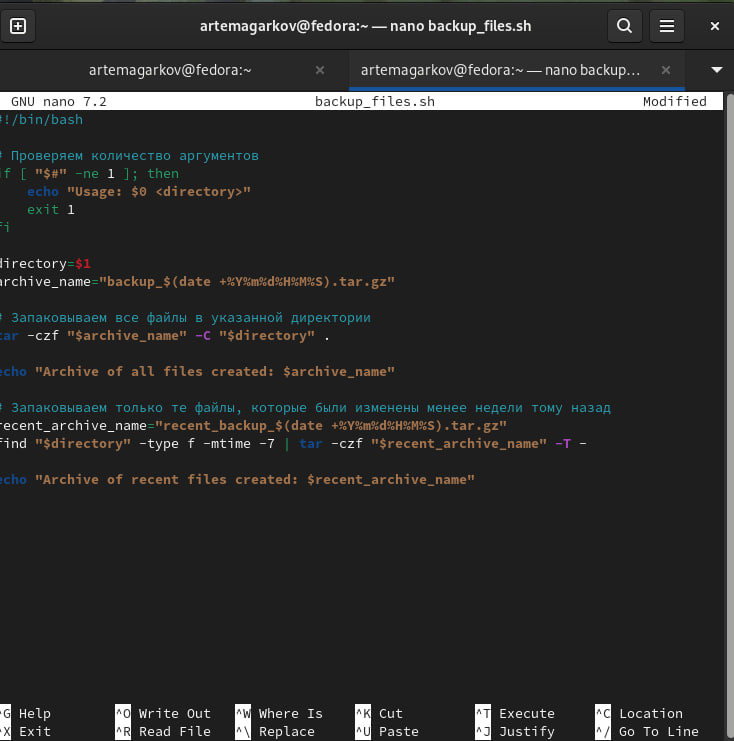 artemagarkov@fedora:~ — nano backup_files.sh
artemagarkov@fedora:~ artemagarkov@fedora:~ — nano backup…
GNU nano 7.2 backup_files.sh Modified
#!/bin/bash
# Проверяем количество аргументов
if [ "$#" -ne 1 ]; then
echo "Usage: $0 <directory>"
exit 1
fi
directory=$1
archive_name="backup_$(date +%Y%m%d%H%M%S).tar.gz"
# Запаковываем все файлы в указанной директории
tar -czf "$archive_name" -C "$directory" .
echo "Archive of all files created: $archive_name"
# Запаковываем только те файлы, которые были изменены менее недели тому назад
recent_archive_name="recent_backup_$(date +%Y%m%d%H%M%S).tar.gz"
find "$directory" -type f -mtime -7 | tar -czf "$recent_archive_name" -T -
echo "Archive of recent files created: $recent_archive_name"
^G Help ^O Write Out ^W Where Is ^K Cut ^T Execute ^C Location
^X Exit ^R Read File ^\ Replace ^U Paste ^J Justify ^/ Go To Line